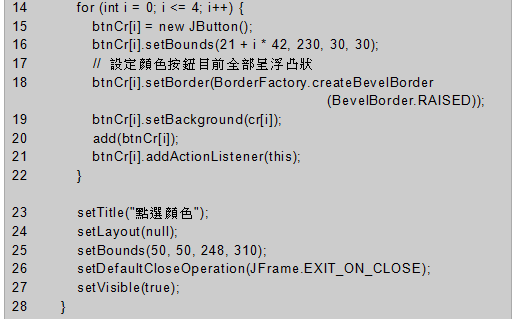 14 for (int i = 0; i <= 4; i++) {
15 btnCr[i] = new JButton();
16 btnCr[i].setBounds(21 + i * 42, 230, 30, 30);
17 // 設定顏色按鈕目前全部呈浮凸狀
18 btnCr[i].setBorder(BorderFactory.createBevelBorder
(BevelBorder.RAISED));
19 btnCr[i].setBackground(cr[i]);
20 add(btnCr[i]);
21 btnCr[i].addActionListener(this);
22 }
23 setTitle("點選顏色");
24 setLayout(null);
25 setBounds(50, 50, 248, 310);
26 setDefaultCloseOperation(JFrame.EXIT_ON_CLOSE);
27 setVisible(true);
28 }